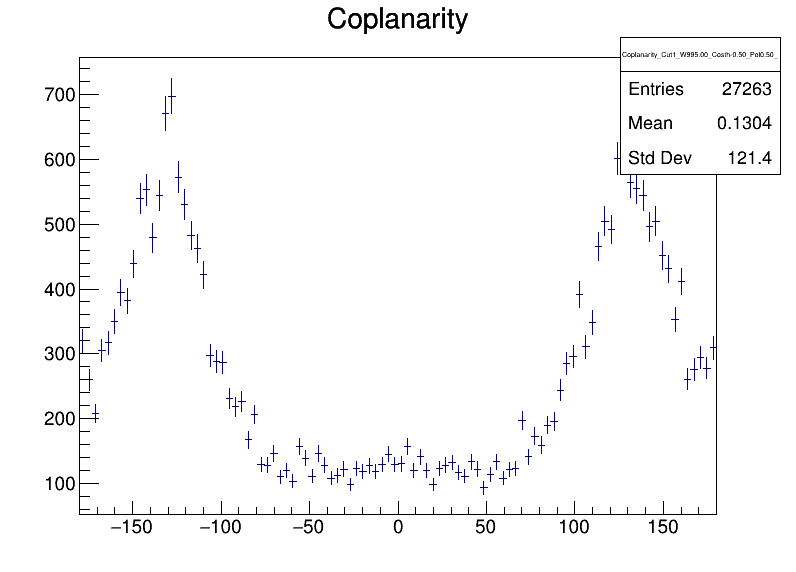 Coplanarity
Coplanarity_Cut1_W995.00_Costh-0.50_Pol0.50_
Entries 27263
Mean 0.1304
Std Dev 121.4
700
600
500
400
300
200
100
−150 −100 −50 0 50 100 150